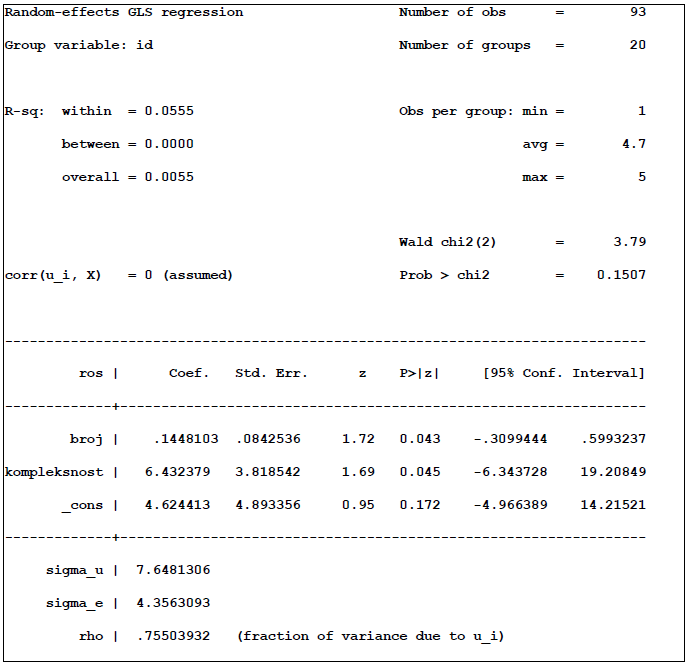 Random-effects GLS regression                   Number of obs      =        93
Group variable: id                              Number of groups   =        20
R-sq:  within  = 0.0555                         Obs per group: min =         1
       between = 0.0000                                        avg =       4.7
       overall = 0.0055                                        max =         5
                                                Wald chi2(2)       =      3.79
corr(u_i, X)   = 0 (assumed)                    Prob > chi2        =    0.1507
------------------------------------------------------------------------------
         ros |      Coef.   Std. Err.      z    P>|z|     [95% Conf. Interval]
-------------+----------------------------------------------------------------
        broj |    .1448103  .0842536    1.72   0.043    -.3099444    .5993237
kompleksnost |   6.432379   3.818542    1.69   0.045    -6.343728    19.20849
       _cons |   4.624413   4.893356    0.95   0.172    -4.966389    14.21521
-------------+----------------------------------------------------------------
     sigma_u |  7.6481306
     sigma_e |  4.3563093
         rho |  .75503932   (fraction of variance due to u_i)